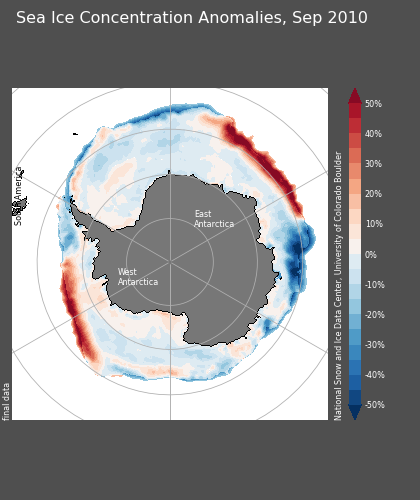 Sea Ice Concentration Anomalies, Sep 2010
South America
East
Antarctica
West
Antarctica
final data
National Snow and Ice Data Center, University of Colorado Boulder
50%
40%
30%
20%
10%
0%
-10%
-20%
-30%
-40%
-50%